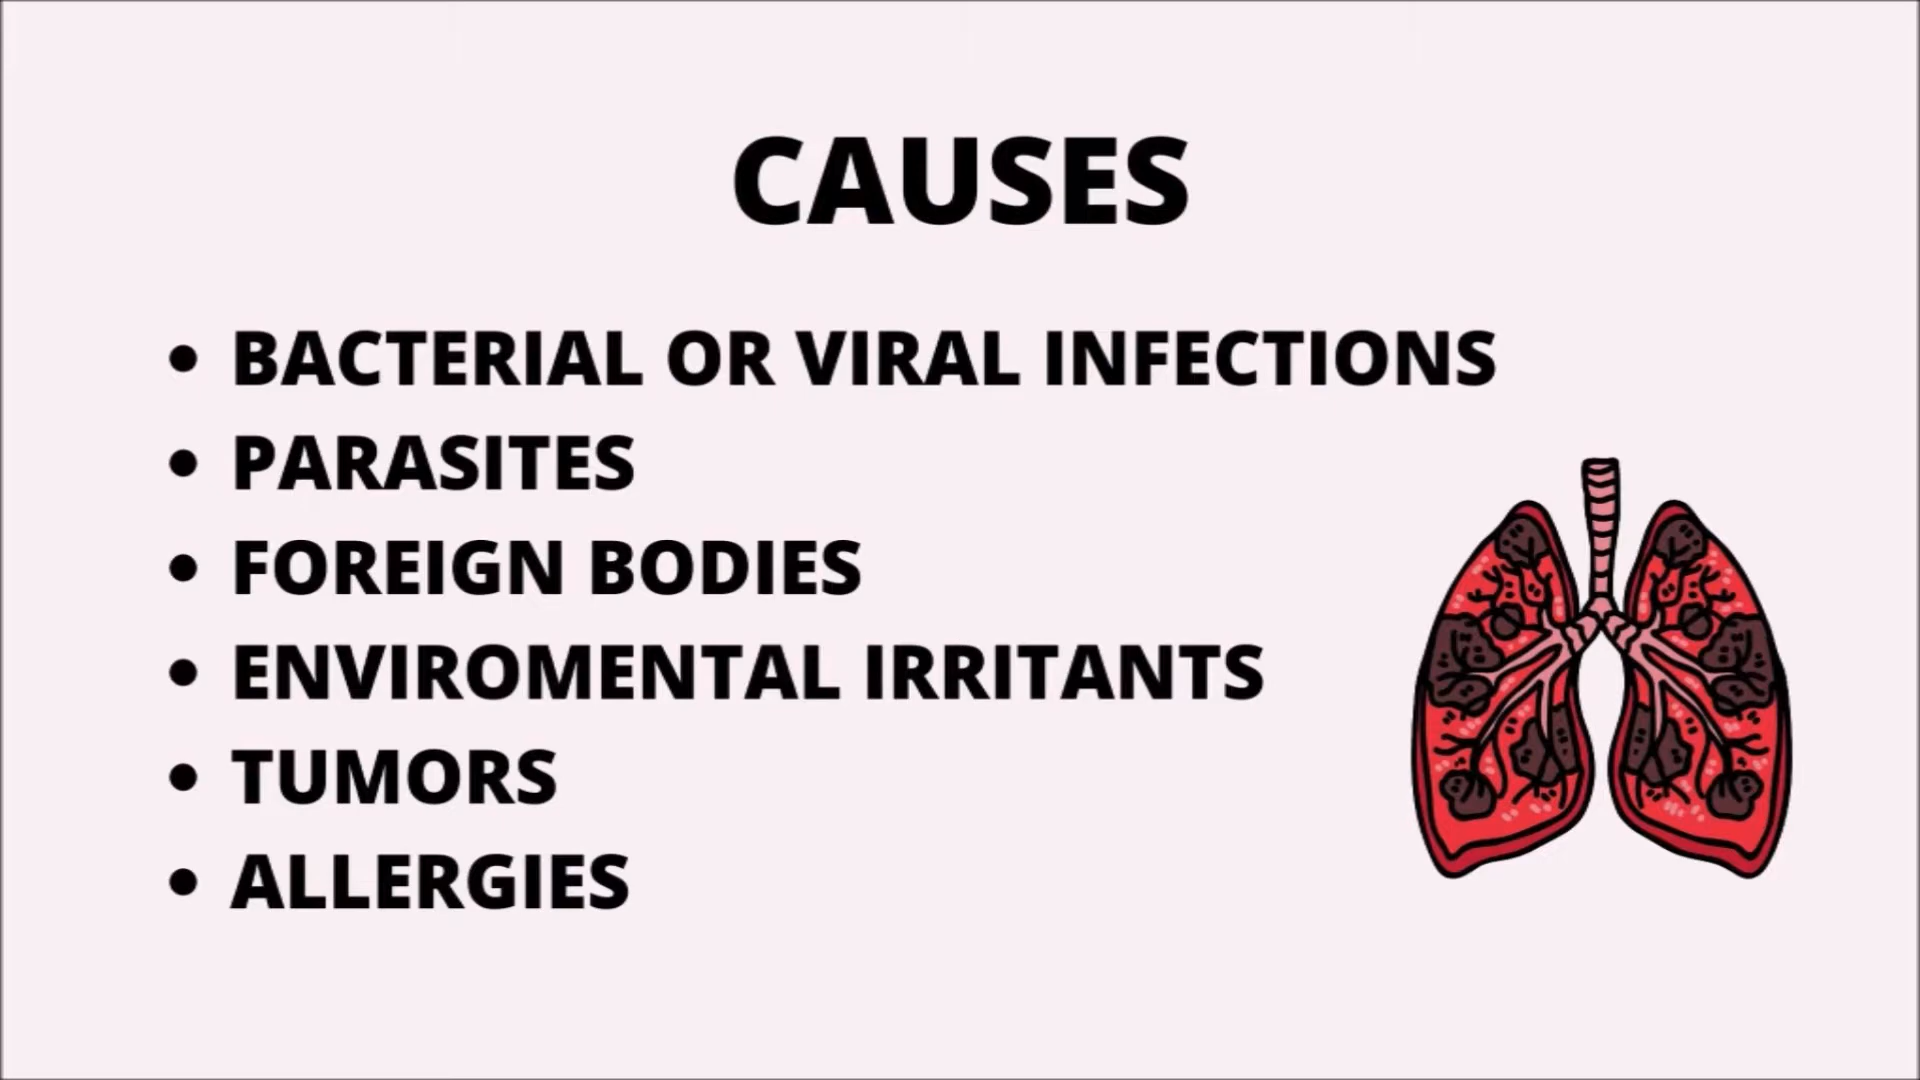 CAUSES
• BACTERIAL OR VIRAL INFECTIONS
• PARASITES
• FOREIGN BODIES
• ENVIROMENTAL IRRITANTS
• TUMORS
• ALLERGIES